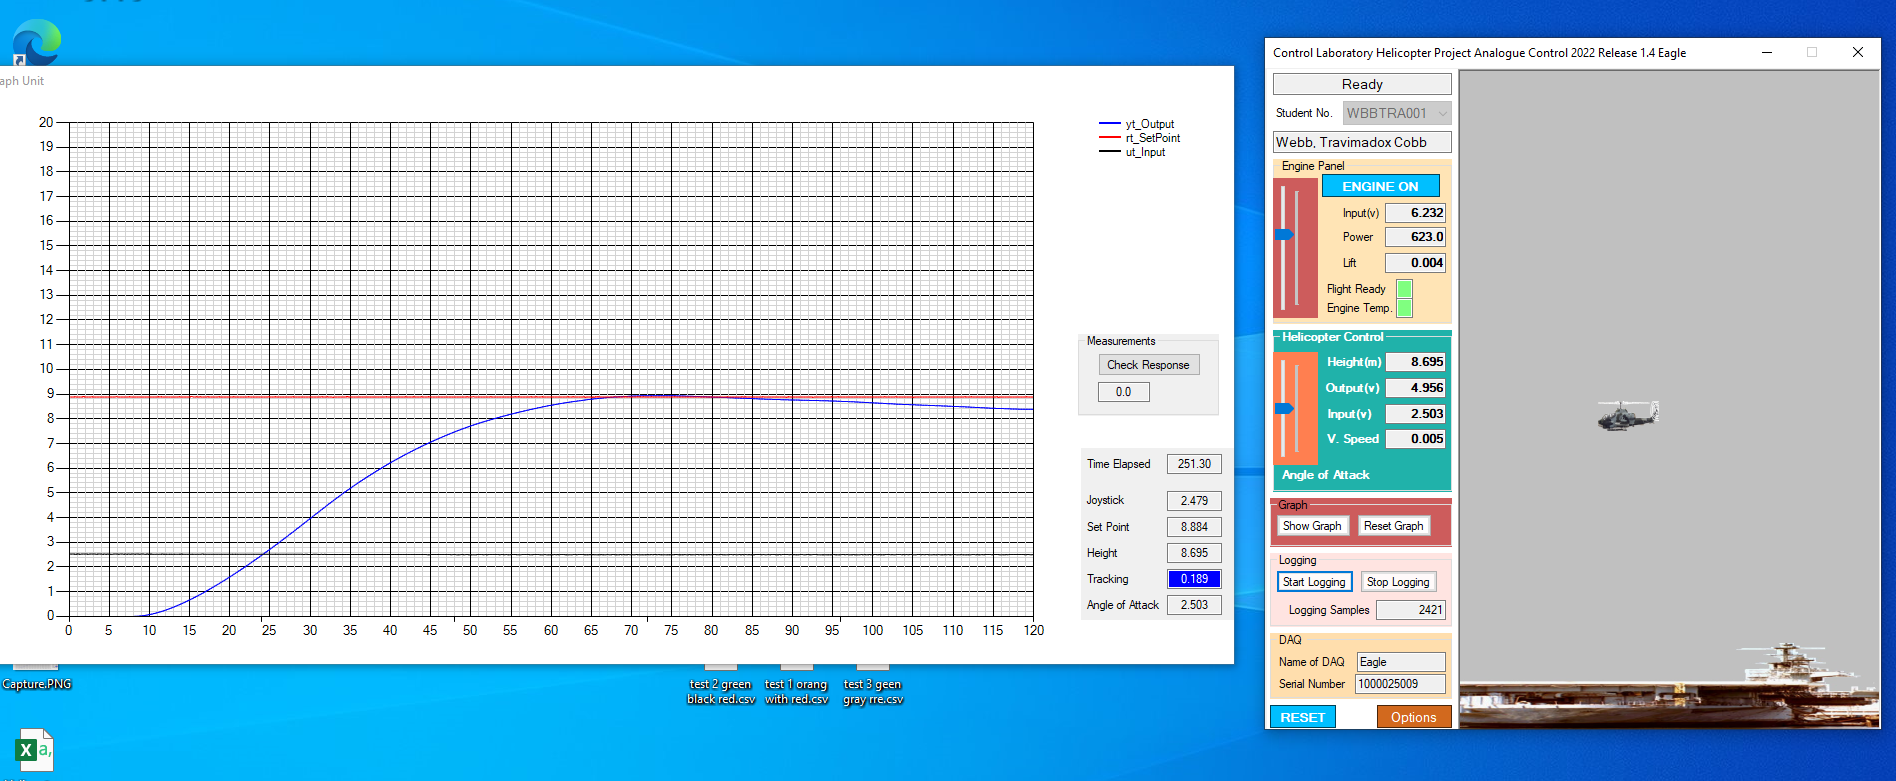 aph Unit
20
19
18
17
16
15
14
13
12
11
10
9
8
7
6
5
4
3
2
1
0
0 5 10 15 20 25 30 35 40 45 50 55 60 65 70 75 80 85 90 95 100 105 110 115 120
yt_Output
rt_SetPoint
ut_Input
Measurements
Check Response
0.0
Time Elapsed 251.30
Joystick 2.479
Set Point 8.884
Height 8.695
Tracking 0.189
Angle of Attack 2.503
Capture.PNG
test 2 green
black red.csv
test 1 orang
with red.csv
test 3 geen
gray rre.csv
Control Laboratory Helicopter Project Analogue Control 2022 Release 1.4 Eagle
Ready
Student No. WBBTRA001
Webb, Travimadox Cobb
Engine Panel
ENGINE ON
Input(v) 6.232
Power 623.0
Lift 0.004
Flight Ready
Engine Temp.
Helicopter Control
Height(m) 8.695
Output(v) 4.956
Input(v) 2.503
V. Speed 0.005
Angle of Attack
Graph
Show Graph Reset Graph
Logging
Start Logging Stop Logging
Logging Samples 2421
DAQ
Name of DAQ Eagle
Serial Number 1000025009
RESET Options